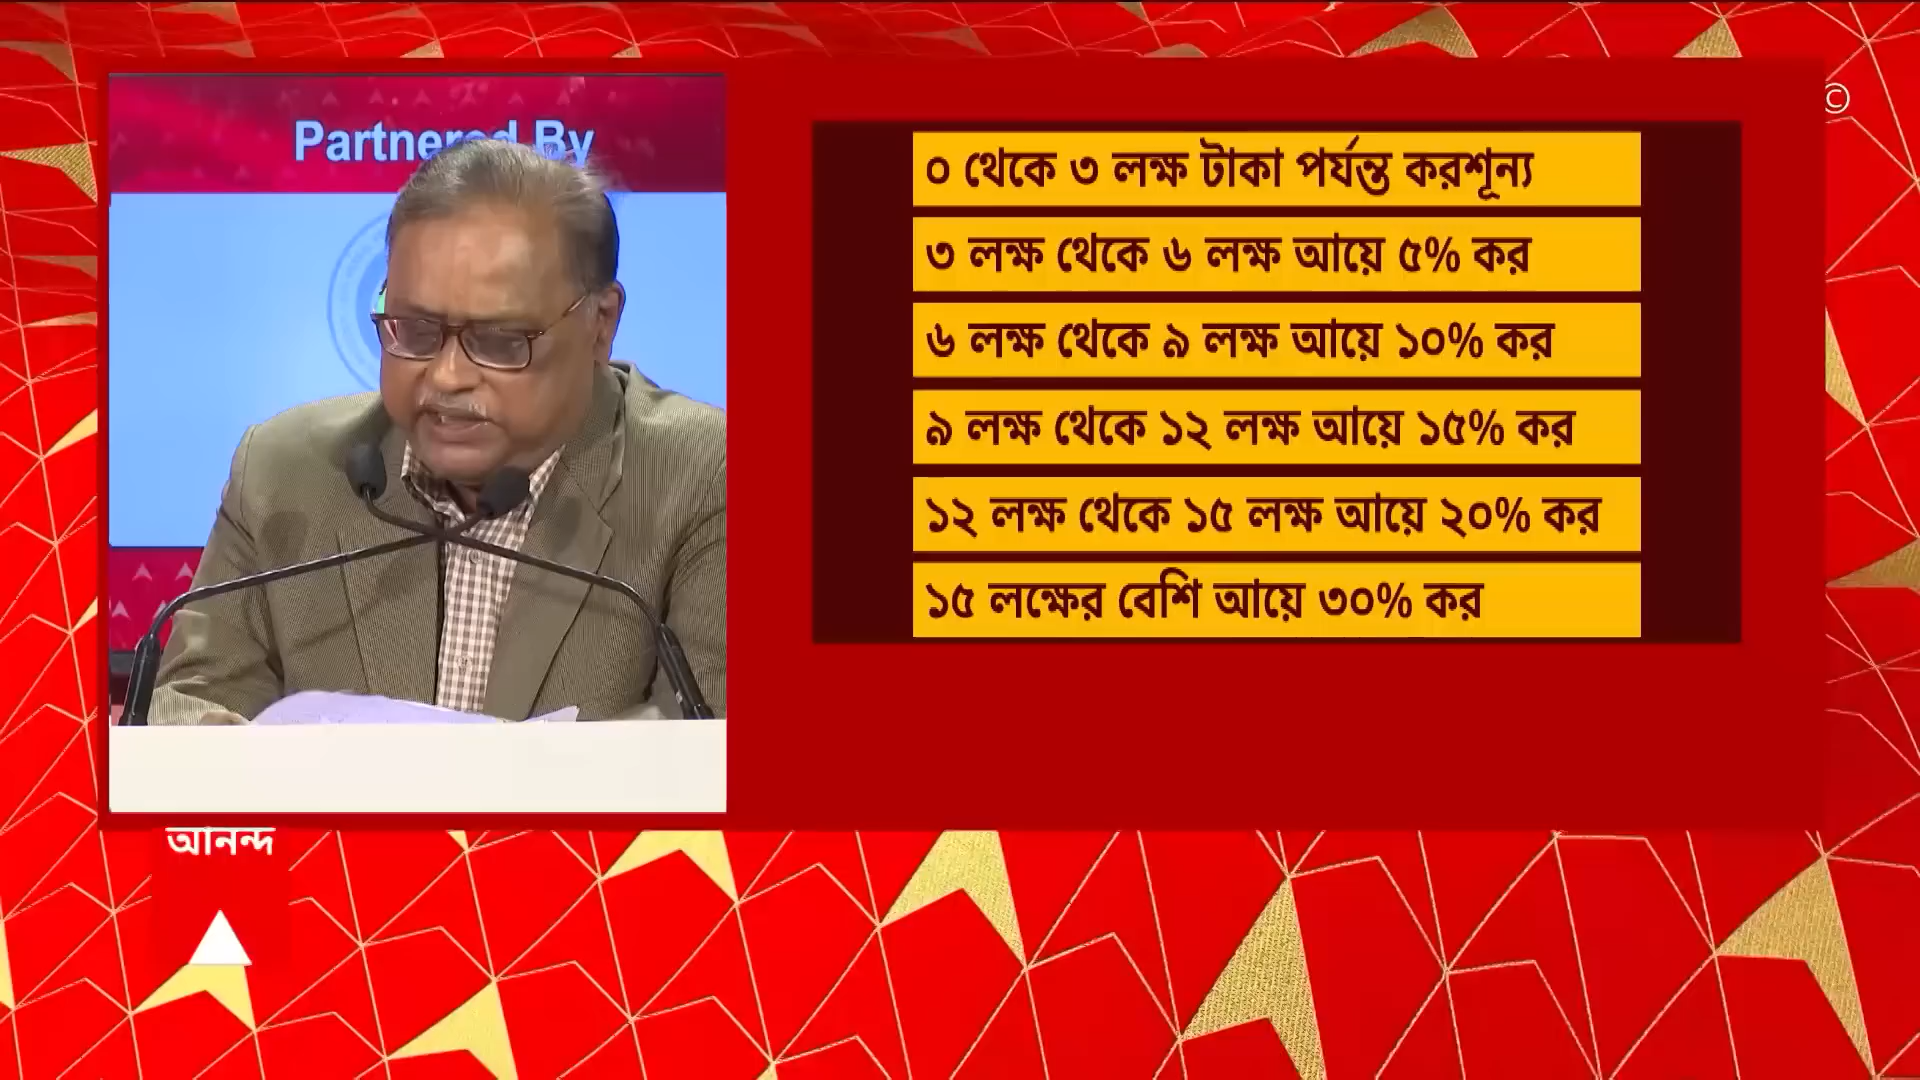 Partnered By
©
০ থেকে ৩ লক্ষ টাকা পর্যন্ত করশূন্য
৩ লক্ষ থেকে ৬ লক্ষ আয়ে ৫% কর
৬ লক্ষ থেকে ৯ লক্ষ আয়ে ১০% কর
৯ লক্ষ থেকে ১২ লক্ষ আয়ে ১৫% কর
১২ লক্ষ থেকে ১৫ লক্ষ আয়ে ২০% কর
১৫ লক্ষের বেশি আয়ে ৩০% কর
আনন্দ